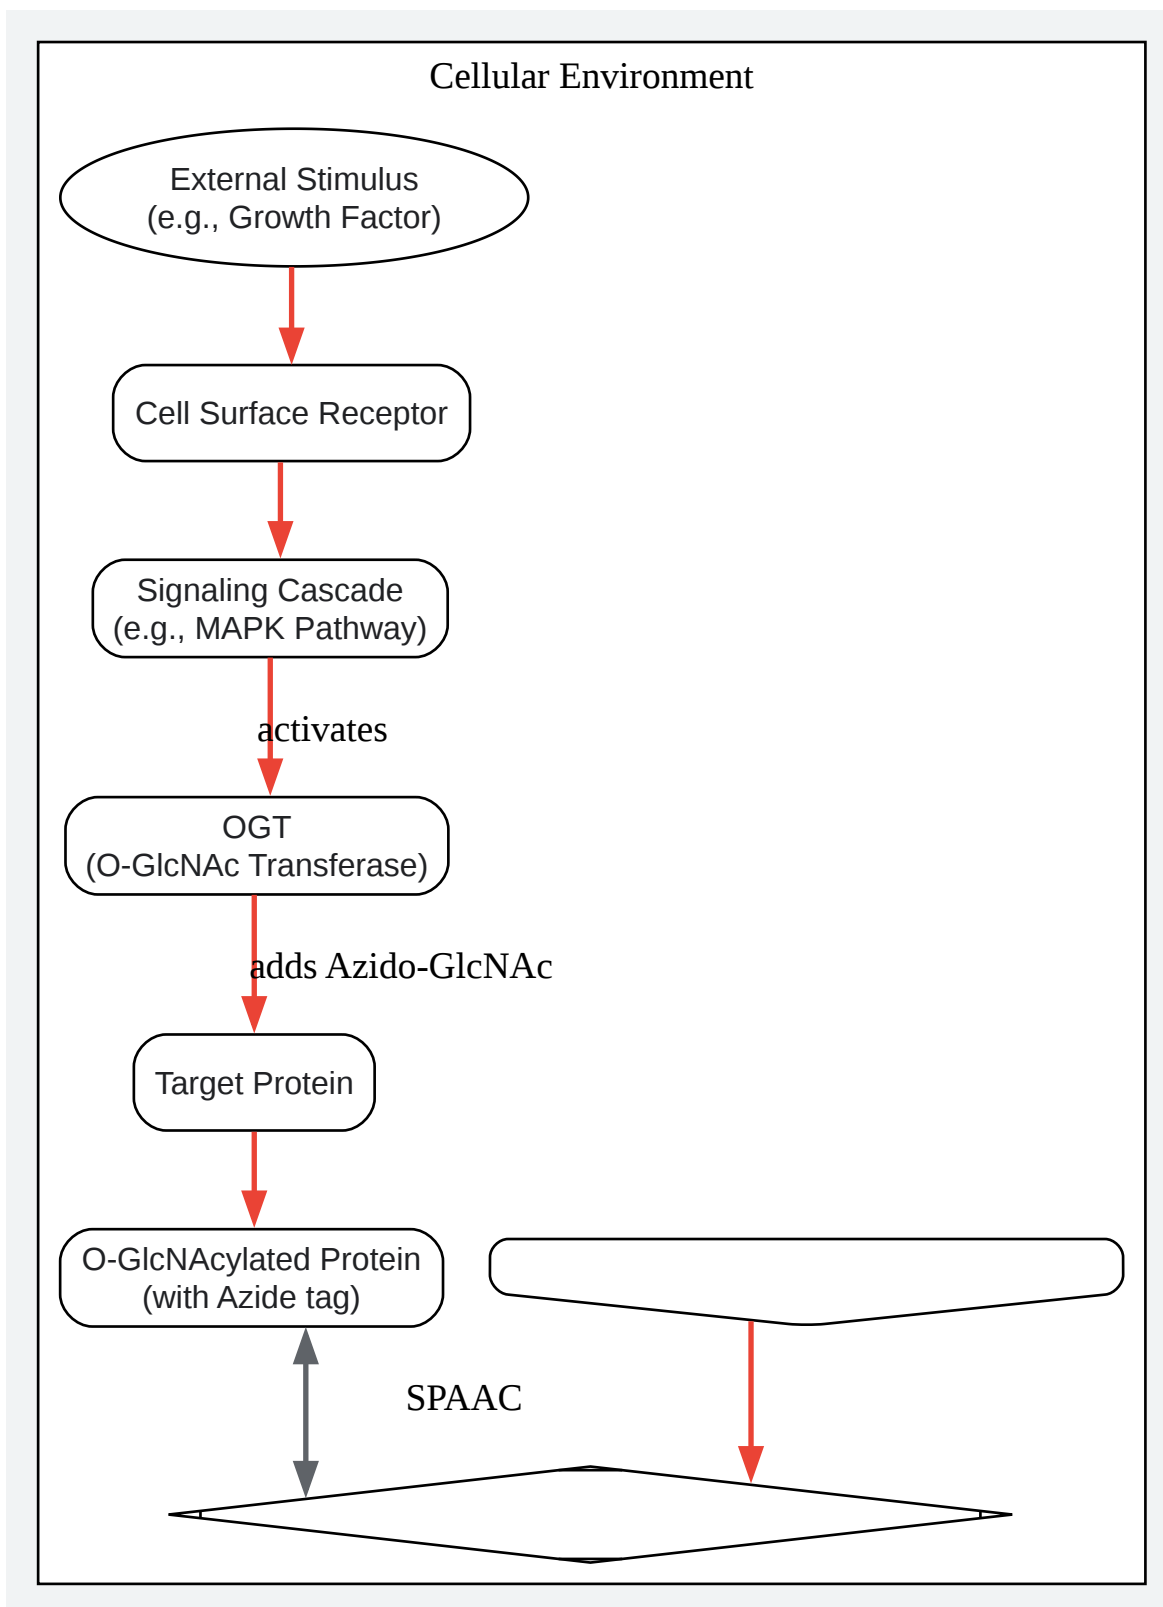 Cellular Environment
External Stimulus
(e.g., Growth Factor)
Cell Surface Receptor
Signaling Cascade
(e.g., MAPK Pathway)
activates
OGT
(O-GlcNAc Transferase)
adds Azido-GlcNAc
Target Protein
O-GlcNAcylated Protein
(with Azide tag)
SPAAC